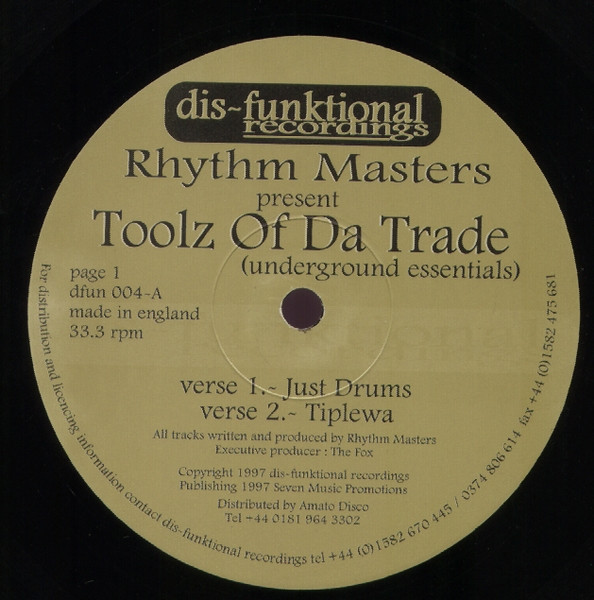 dis~funktional
recordings
Rhythm Masters
present
Toolz Of Da Trade
(underground essentials)
page 1
dfun 004-A
made in england
33.3 rpm
verse 1.~ Just Drums
verse 2.~ Tiplewa
All tracks written and produced by Rhythm Masters
Executive producer : The Fox
Copyright 1997 dis-funktional recordings
Publishing 1997 Seven Music Promotions
Distributed by Amato Disco
Tel +44 0181 964 3302
For distribution and licencing information contact dis-funktional recordings tel +44 (0)1582 670 445 / 0374 806 614 fax +44 (0)1582 475 681